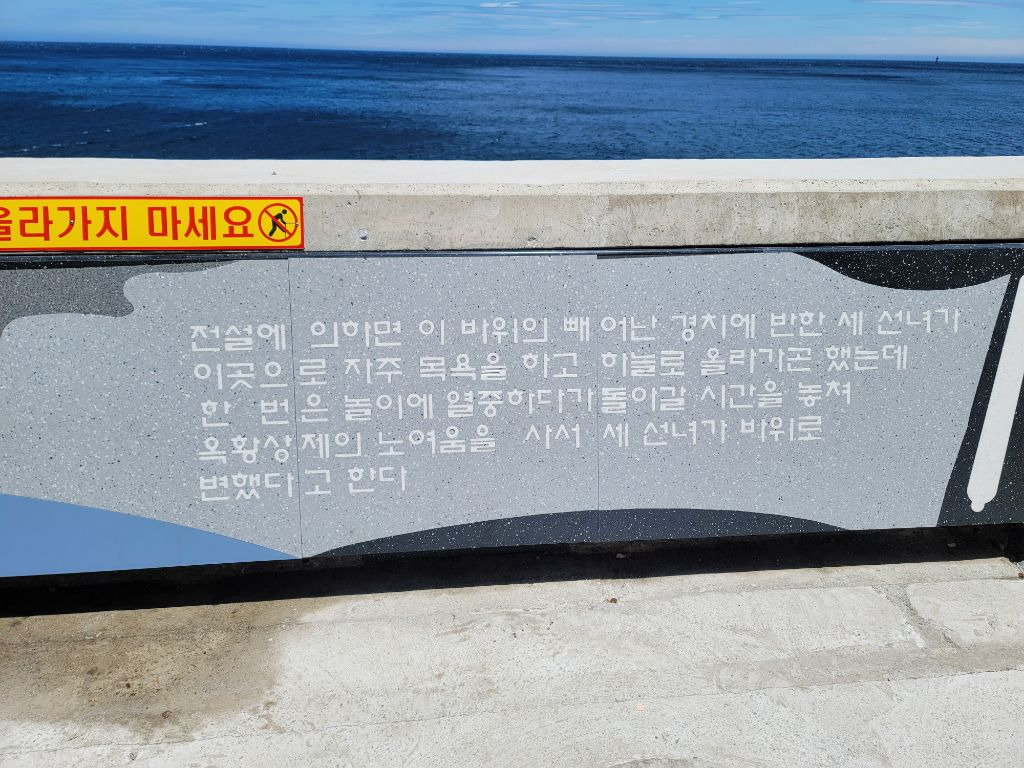 올라가지 마세요
전설에 의하면 이 바위의 빼어난 경치에 반한 세 선녀가
이곳으로 자주 목욕을 하고 하늘로 올라가곤 했는데
한 번은 놀이에 열중하다가 돌아갈 시간을 놓쳐
옥황상제의 노여움을 사서 세 선녀가 바위로
변했다고 한다